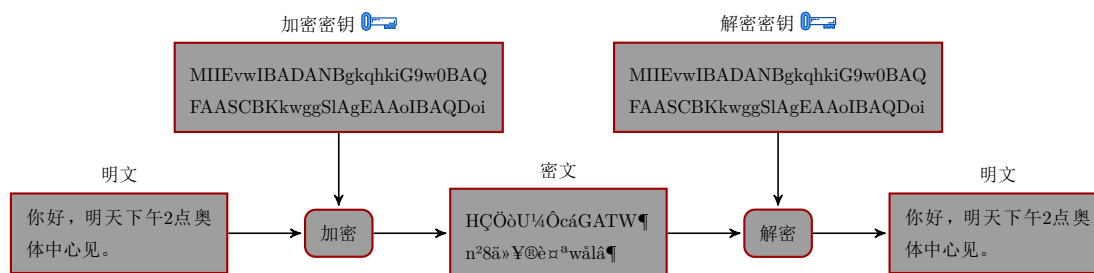 加密密钥
MIIEvwIBADANBgkqhkiG9w0BAQ
FAASCBKkwggSlAgEAAoIBAQDoi
解密密钥
MIIEvwIBADANBgkqhkiG9w0BAQ
FAASCBKkwggSlAgEAAoIBAQDoi
明文
你好，明天下午2点奥
体中心见。
加密
密文
HÇÖòU¼ÔcáGATW¶
n²8ä»¥®è¤ªwålâ¶
解密
明文
你好，明天下午2点奥
体中心见。